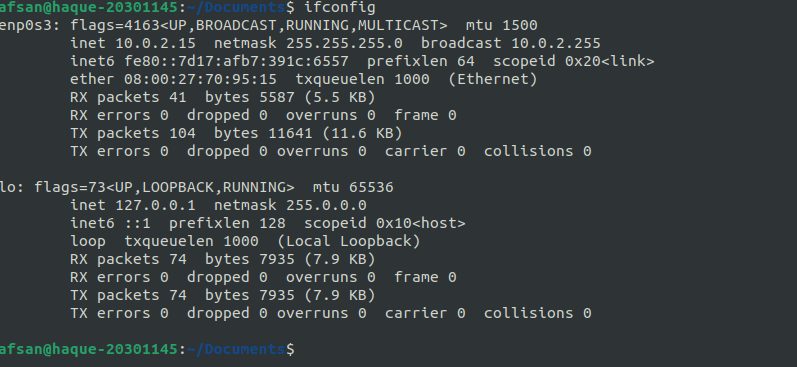 afsan@haque-20301145:~/Documents$ ifconfig
enp0s3: flags=4163<UP,BROADCAST,RUNNING,MULTICAST>  mtu 1500
        inet 10.0.2.15  netmask 255.255.255.0  broadcast 10.0.2.255
        inet6 fe80::7d17:afb7:391c:6557  prefixlen 64  scopeid 0x20<link>
        ether 08:00:27:70:95:15  txqueuelen 1000  (Ethernet)
        RX packets 41  bytes 5587 (5.5 KB)
        RX errors 0  dropped 0  overruns 0  frame 0
        TX packets 104  bytes 11641 (11.6 KB)
        TX errors 0  dropped 0 overruns 0  carrier 0  collisions 0

lo: flags=73<UP,LOOPBACK,RUNNING>  mtu 65536
        inet 127.0.0.1  netmask 255.0.0.0
        inet6 ::1  prefixlen 128  scopeid 0x10<host>
        loop  txqueuelen 1000  (Local Loopback)
        RX packets 74  bytes 7935 (7.9 KB)
        RX errors 0  dropped 0  overruns 0  frame 0
        TX packets 74  bytes 7935 (7.9 KB)
        TX errors 0  dropped 0 overruns 0  carrier 0  collisions 0

afsan@haque-20301145:~/Documents$